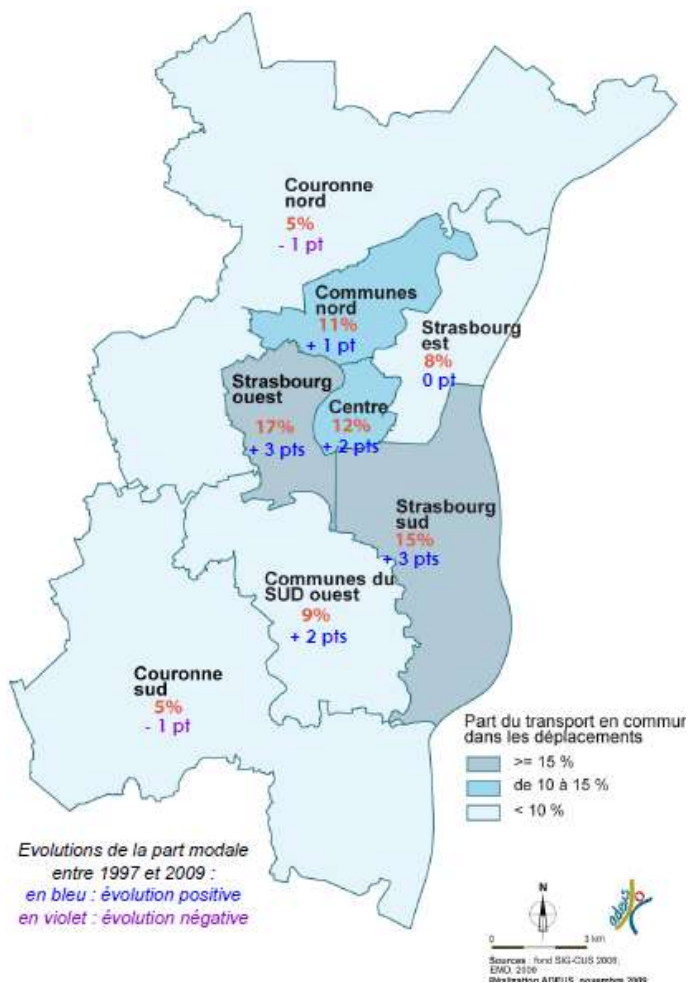 Couronne
nord
5%
- 1 pt
Communes
nord
11%
+ 1 pt
Strasbourg
est
8%
0 pt
Strasbourg
ouest
17%
+ 3 pts
Centre
12%
+ 2 pts
Strasbourg
sud
15%
+ 3 pts
Communes du
SUD ouest
9%
+ 2 pts
Couronne
sud
5%
- 1 pt
Part du transport en commun
dans les déplacements
>= 15 %
de 10 à 15 %
< 10 %
Evolutions de la part modale
entre 1997 et 2009 :
en bleu : évolution positive
en violet : évolution négative
N
0 3 km
adeus
Sources : fond SIG-CUS 2008;
EMD, 2009
Réalisation ADEUS, novembre 2009